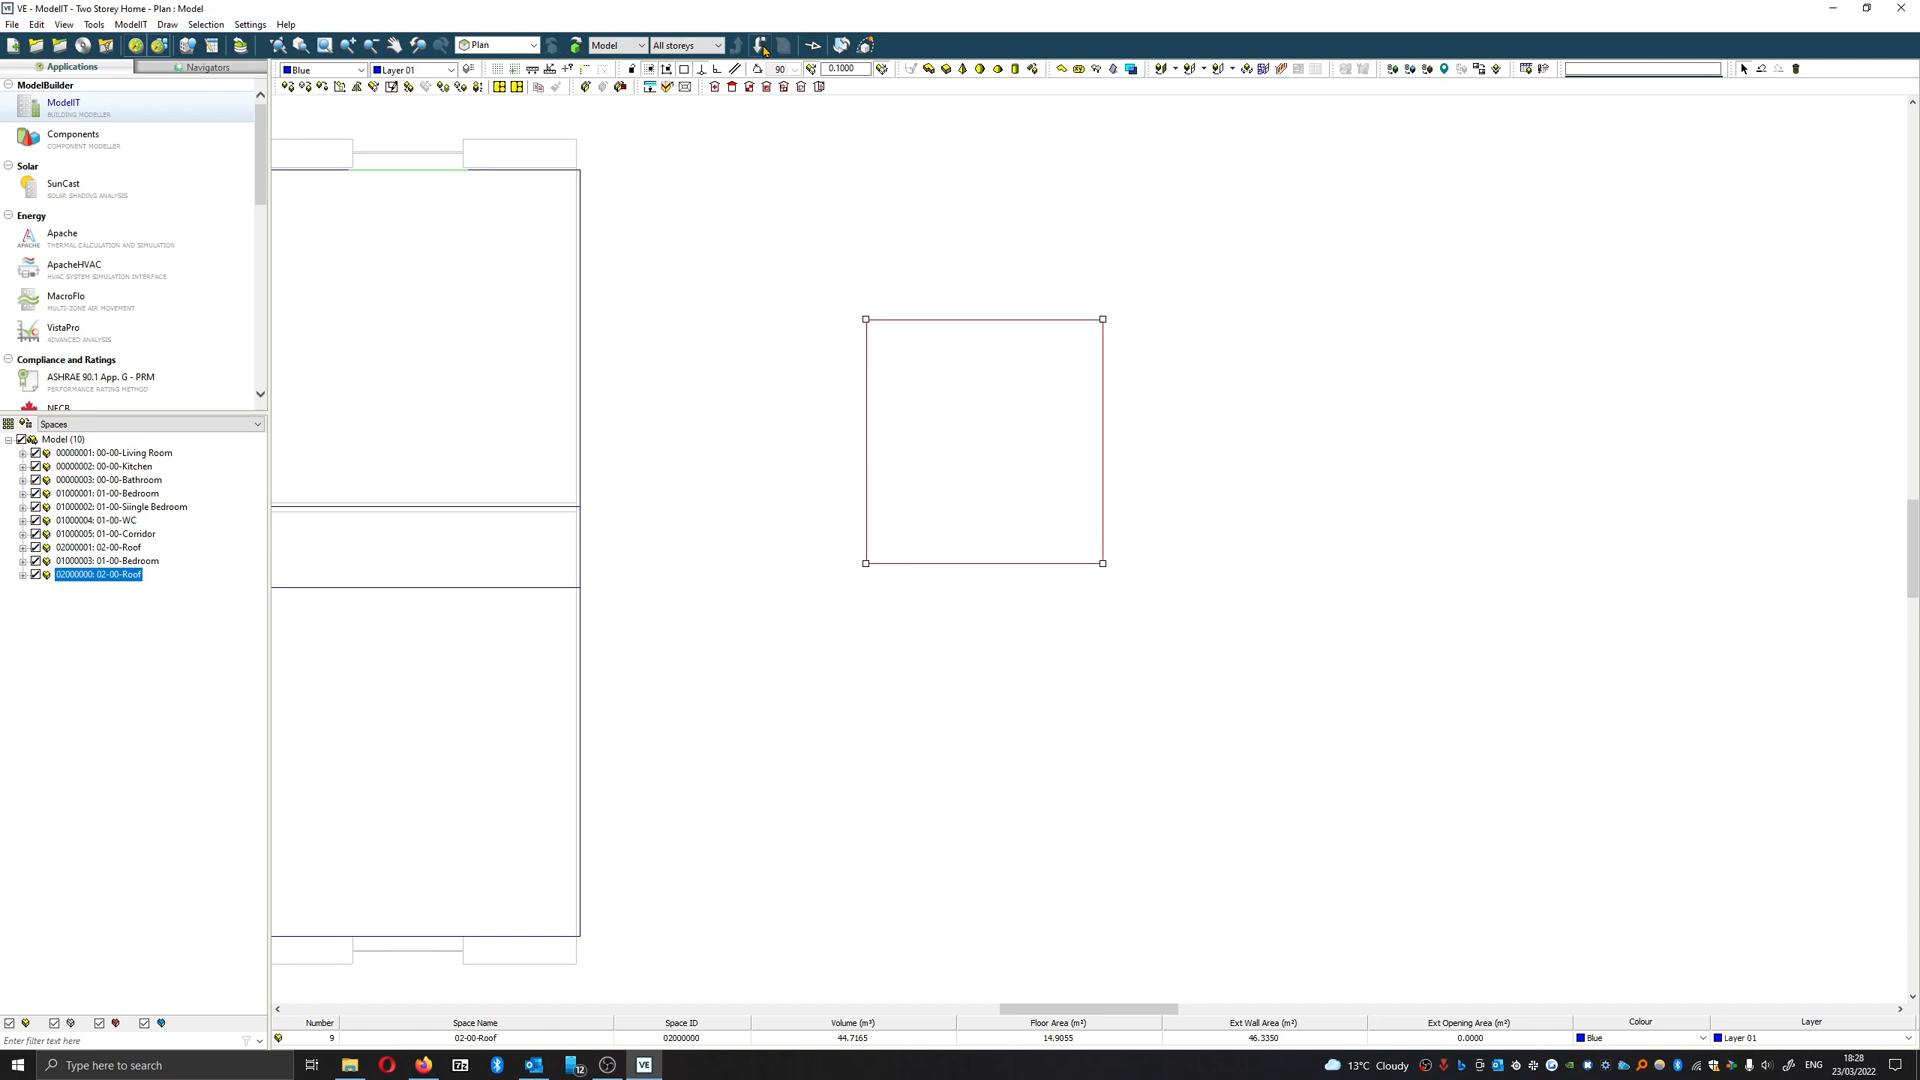 VE - ModelIT - Two Storey Home - Plan : Model
File Edit View Tools ModelIT Draw Selection Settings Help
Plan Model All storeys
Applications Navigators
Blue Layer 01 90 0.1000
ModelBuilder
ModelIT
BUILDING MODELLER
Components
COMPONENT MODELLER
Solar
SunCast
SOLAR SHADING ANALYSIS
Energy
Apache
THERMAL CALCULATION AND SIMULATION
APACHE
ApacheHVAC
HVAC SYSTEM SIMULATION INTERFACE
MacroFlo
MULTI-ZONE AIR MOVEMENT
VistaPro
ADVANCED ANALYSIS
Compliance and Ratings
ASHRAE 90.1 App. G - PRM
PERFORMANCE RATING METHOD
NECB
Spaces
Model (10)
00000001: 00-00-Living Room
00000002: 00-00-Kitchen
00000003: 00-00-Bathroom
01000001: 01-00-Bedroom
01000002: 01-00-Siingle Bedroom
01000004: 01-00-WC
01000005: 01-00-Corridor
02000001: 02-00-Roof
01000003: 01-00-Bedroom
02000000: 02-00-Roof
Enter filter text here
Number Space Name Space ID Volume (m³) Floor Area (m²) Ext Wall Area (m²) Ext Opening Area (m²) Colour Layer
9 02-00-Roof 02000000 44.7165 14.9055 46.3350 0.0000 Blue Layer 01
Type here to search
13°C Cloudy
ENG
18:28
23/03/2022